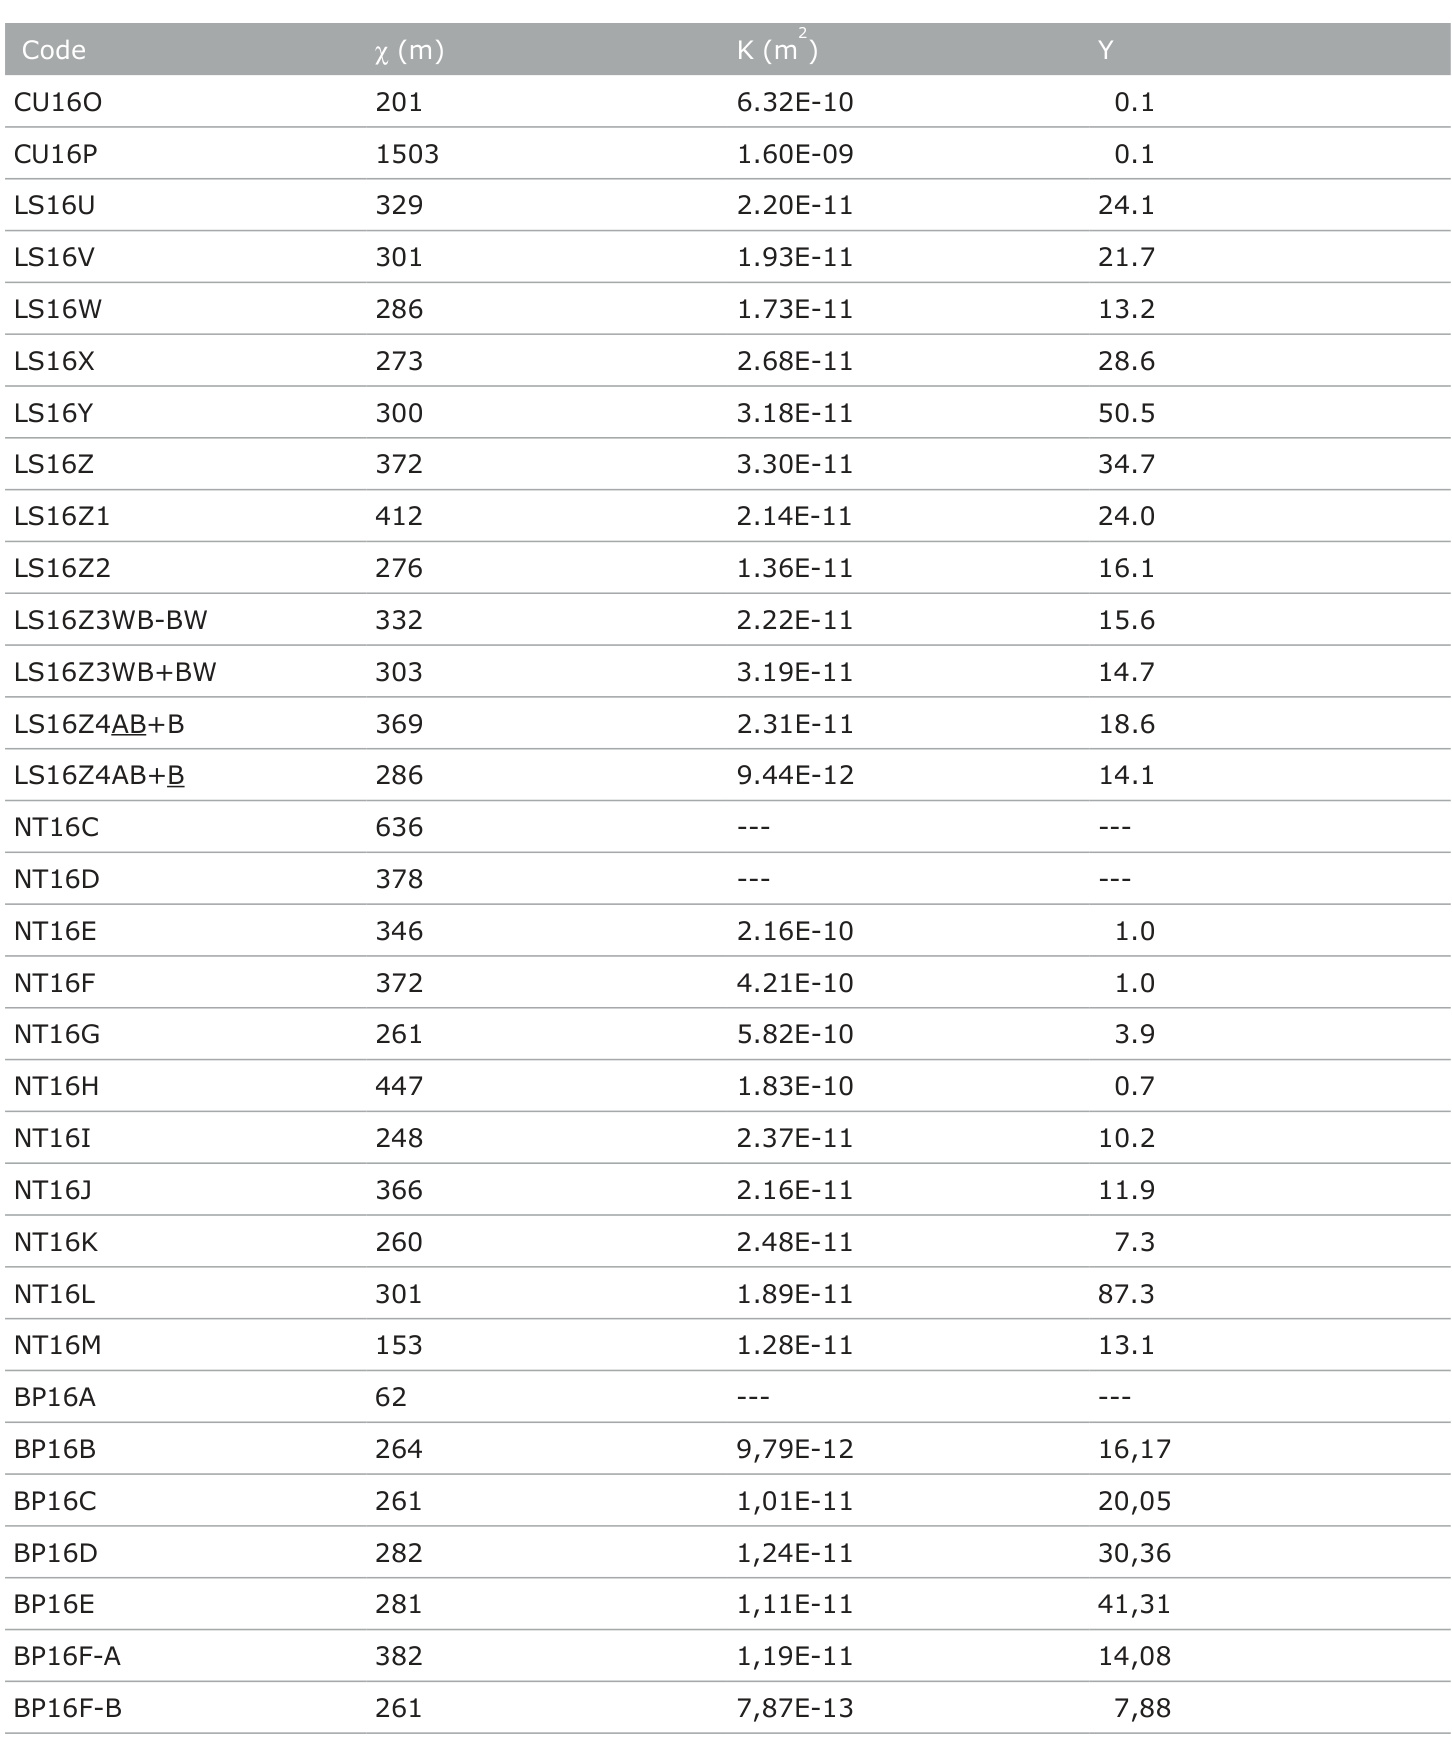 Code χ (m) K (m²) Y
CU16O 201 6.32E-10 0.1
CU16P 1503 1.60E-09 0.1
LS16U 329 2.20E-11 24.1
LS16V 301 1.93E-11 21.7
LS16W 286 1.73E-11 13.2
LS16X 273 2.68E-11 28.6
LS16Y 300 3.18E-11 50.5
LS16Z 372 3.30E-11 34.7
LS16Z1 412 2.14E-11 24.0
LS16Z2 276 1.36E-11 16.1
LS16Z3WB-BW 332 2.22E-11 15.6
LS16Z3WB+BW 303 3.19E-11 14.7
LS16Z4AB+B 369 2.31E-11 18.6
LS16Z4AB+B 286 9.44E-12 14.1
NT16C 636 --- ---
NT16D 378 --- ---
NT16E 346 2.16E-10 1.0
NT16F 372 4.21E-10 1.0
NT16G 261 5.82E-10 3.9
NT16H 447 1.83E-10 0.7
NT16I 248 2.37E-11 10.2
NT16J 366 2.16E-11 11.9
NT16K 260 2.48E-11 7.3
NT16L 301 1.89E-11 87.3
NT16M 153 1.28E-11 13.1
BP16A 62 --- ---
BP16B 264 9,79E-12 16,17
BP16C 261 1,01E-11 20,05
BP16D 282 1,24E-11 30,36
BP16E 281 1,11E-11 41,31
BP16F-A 382 1,19E-11 14,08
BP16F-B 261 7,87E-13 7,88